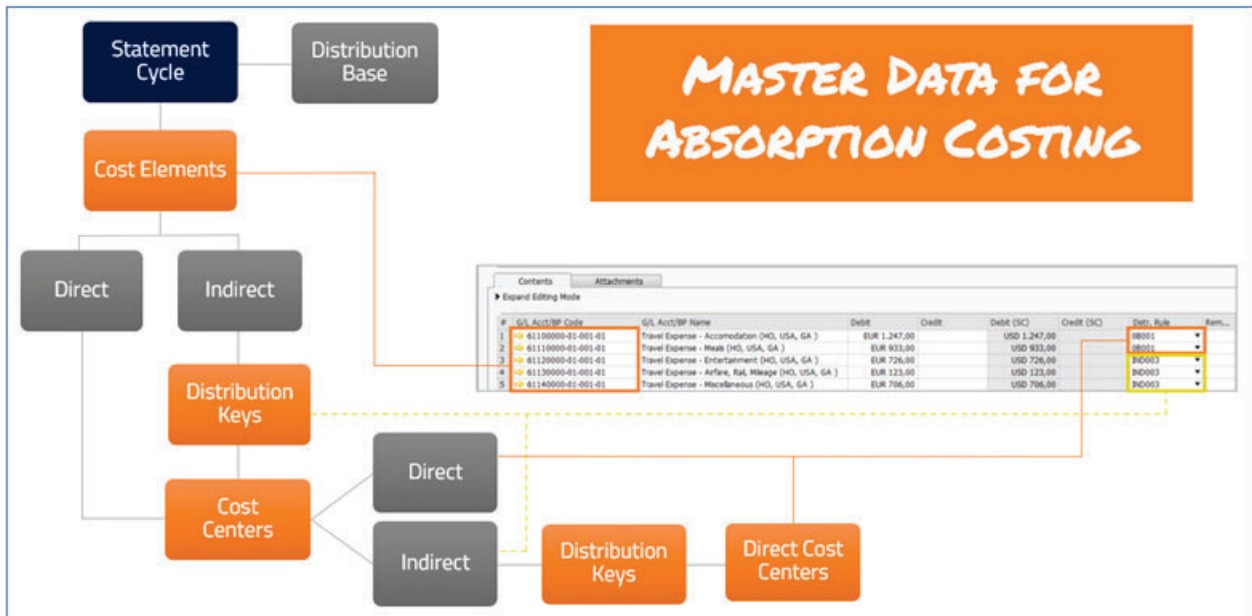 Statement
Cycle
Distribution
Base
MASTER DATA FOR
ABSORPTION COSTING
Cost Elements
Direct
Indirect
Contents Attachments
Expand Editing Mode
# G/L Acct/BP Code G/L Acct/BP Name Debit Credit Debit (SC) Credit (SC) Distr. Rule Rem...
1 61100000-01-001-01 Travel Expense - Accomodation (HO, USA, GA ) EUR 1.247,00 USD 1.247,00 0B001
2 61110000-01-001-01 Travel Expense - Meals (HO, USA, GA ) EUR 933,00 USD 933,00 0B001
3 61120000-01-001-01 Travel Expense - Entertainment (HO, USA, GA ) EUR 726,00 USD 726,00 IND003
4 61130000-01-001-01 Travel Expense - Airfare, Rail, Mileage (HO, USA, GA ) EUR 123,00 USD 123,00 IND003
5 61140000-01-001-01 Travel Expense - Miscellaneous (HO, USA, GA ) EUR 706,00 USD 706,00 IND003
Distribution
Keys
Direct
Cost
Centers
Indirect
Distribution
Keys
Direct Cost
Centers